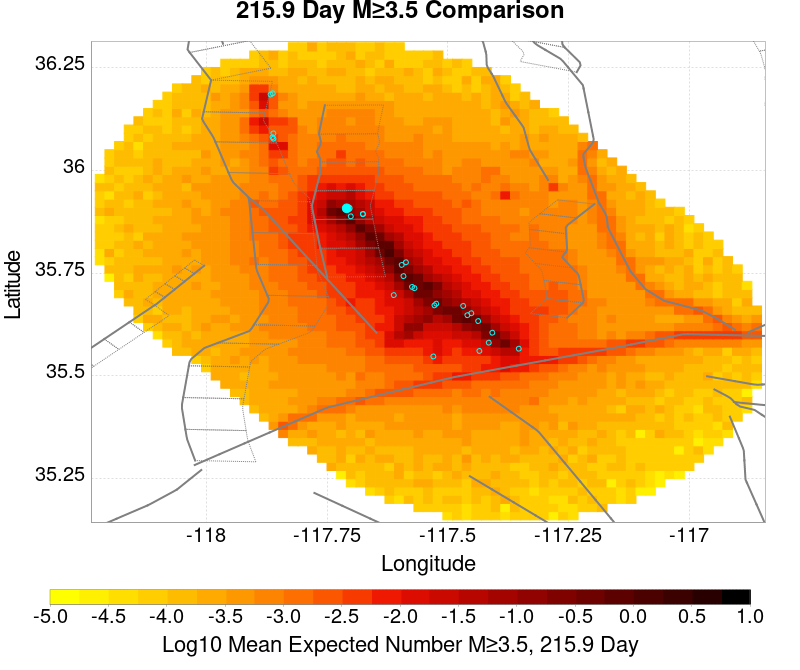 215.9 Day M≥3.5 Comparison
36.25
36
35.75
35.5
35.25
Latitude
-118 -117.75 -117.5 -117.25 -117
Longitude
-5.0 -4.5 -4.0 -3.5 -3.0 -2.5 -2.0 -1.5 -1.0 -0.5 0.0 0.5 1.0
Log10 Mean Expected Number M≥3.5, 215.9 Day